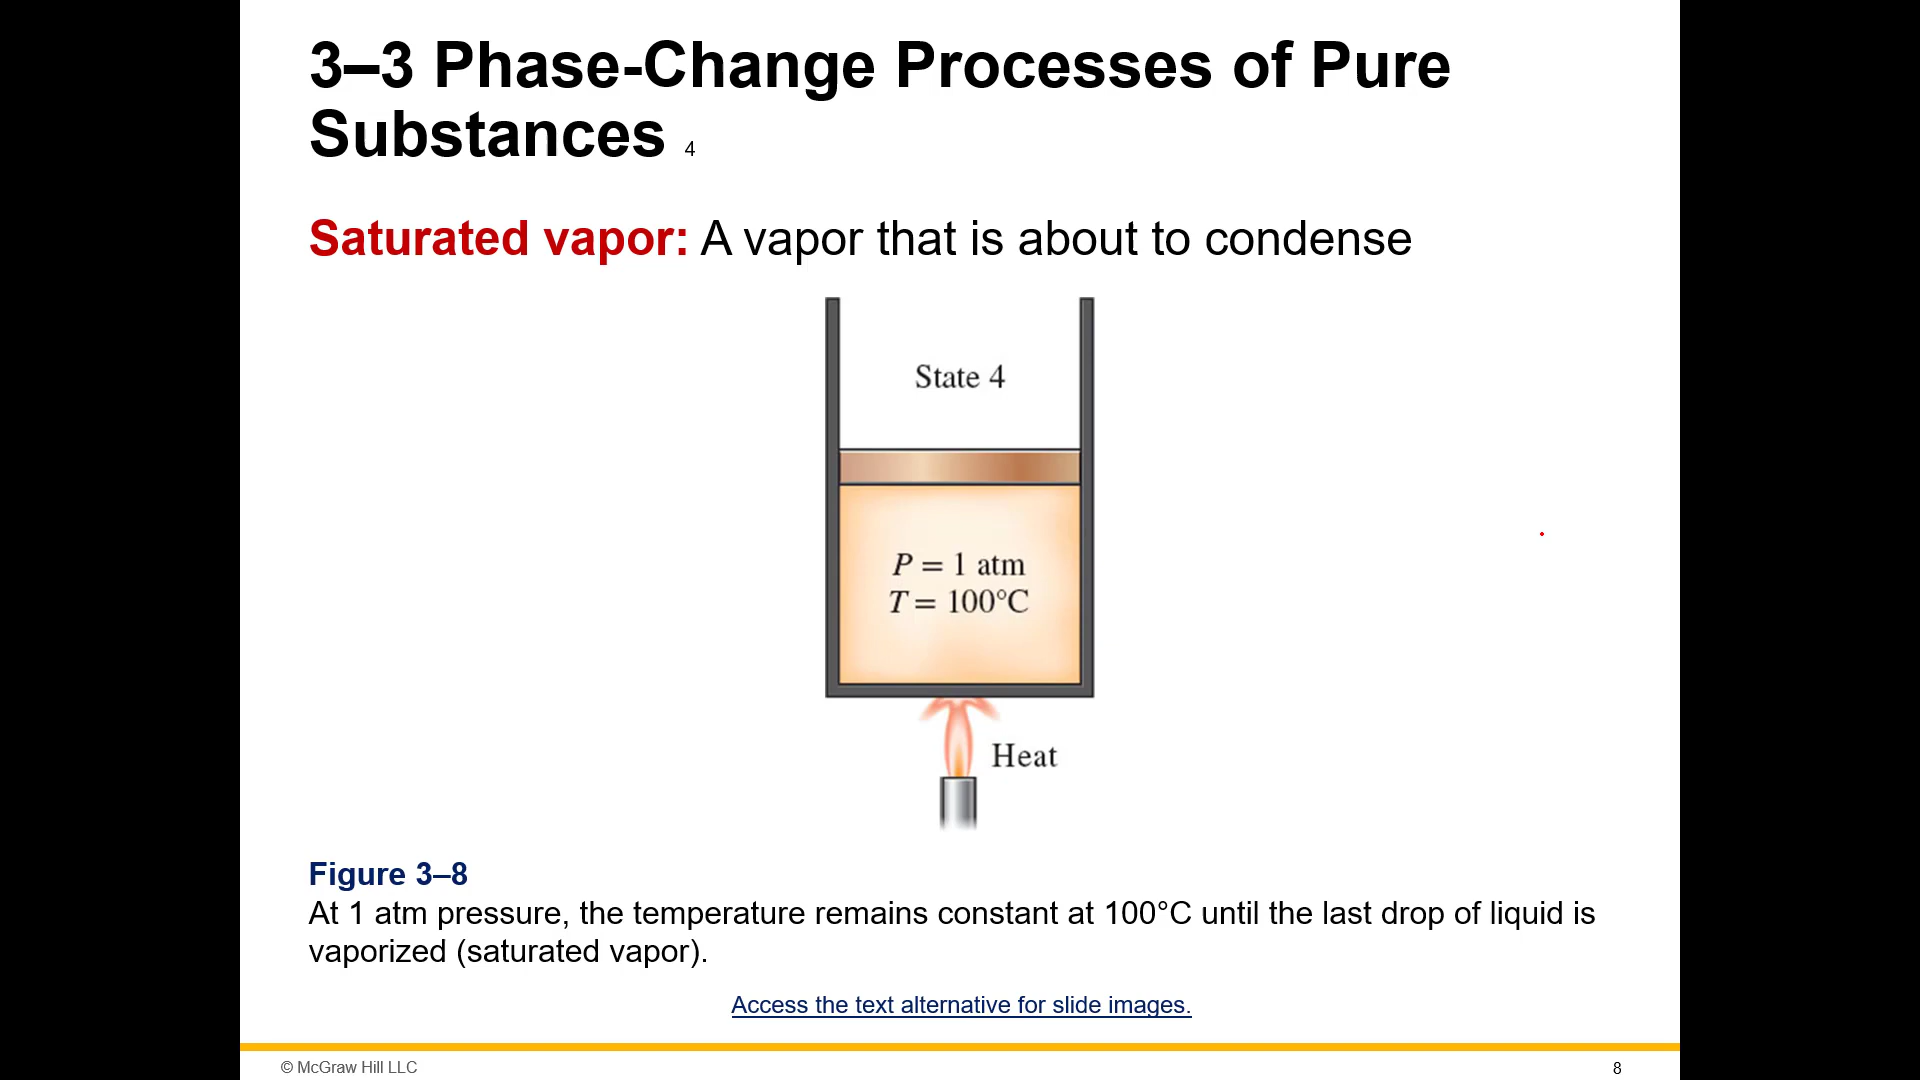 3–3 Phase-Change Processes of Pure
Substances 4
Saturated vapor: A vapor that is about to condense
State 4
P = 1 atm
T = 100°C
Heat
Figure 3–8
At 1 atm pressure, the temperature remains constant at 100°C until the last drop of liquid is
vaporized (saturated vapor).
Access the text alternative for slide images.
© McGraw Hill LLC
8